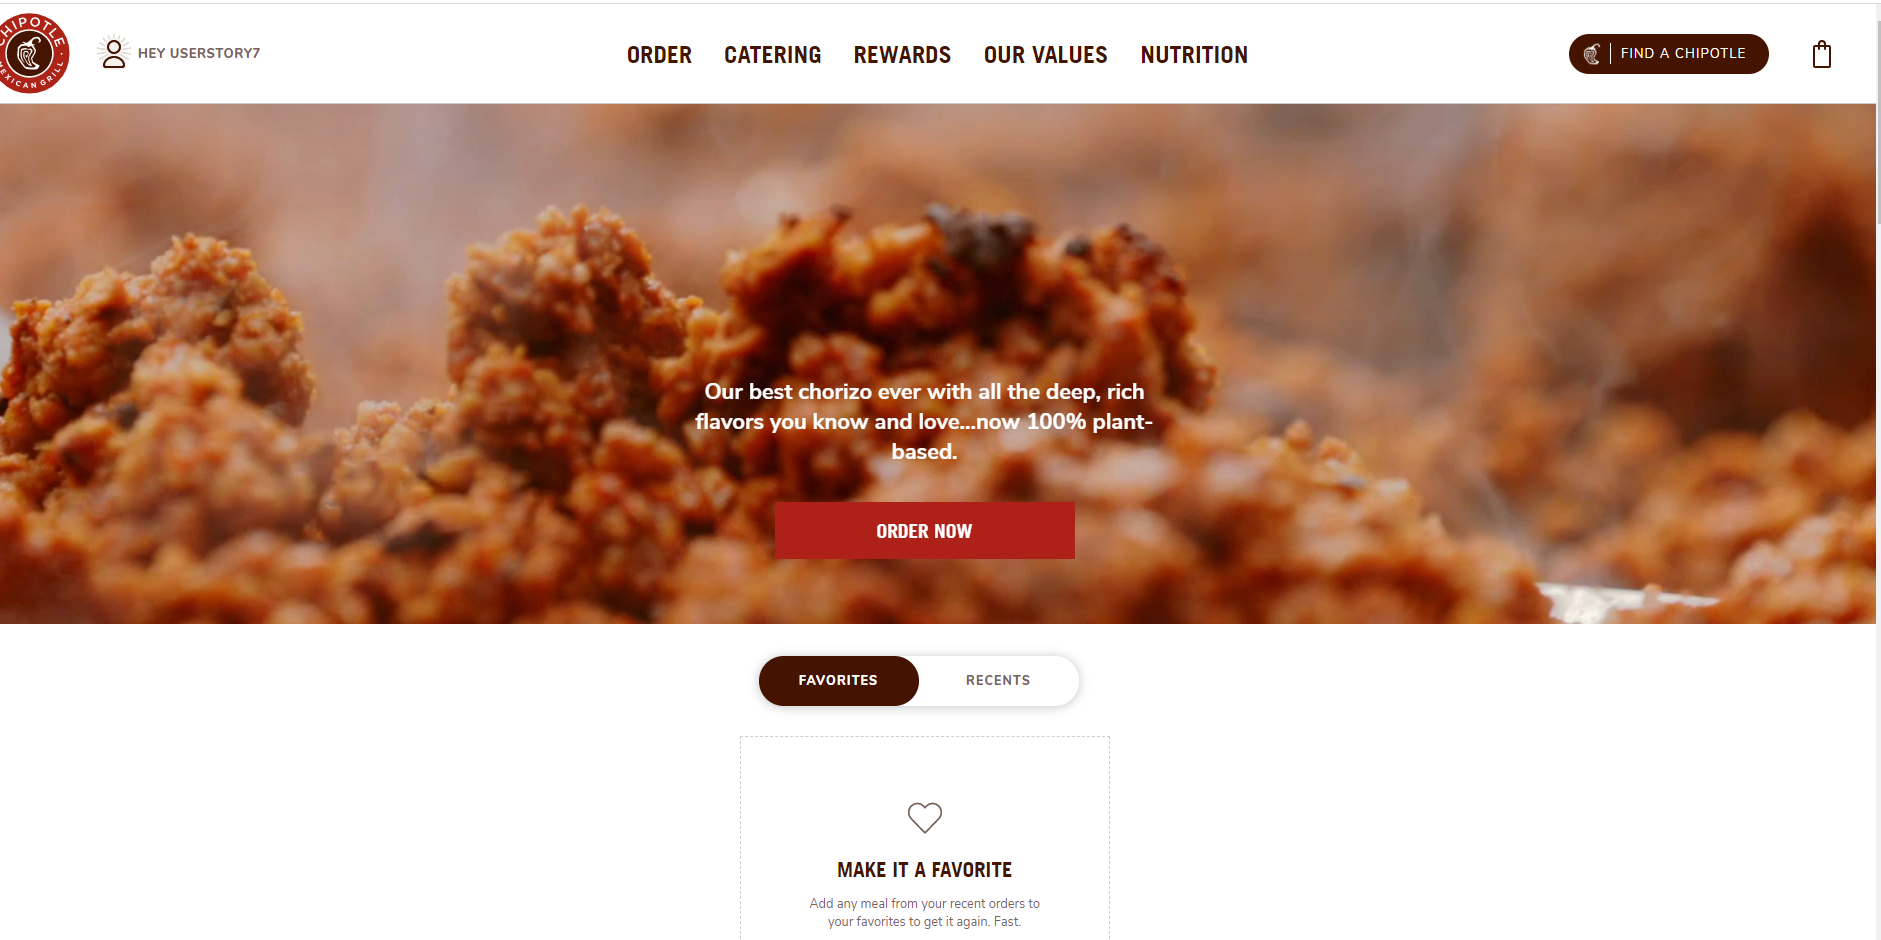 CHIPOTLE
MEXICAN GRILL
HEY USERSTORY7
ORDER
CATERING
REWARDS
OUR VALUES
NUTRITION
FIND A CHIPOTLE
Our best chorizo ever with all the deep, rich
flavors you know and love...now 100% plant-
based.
ORDER NOW
FAVORITES
RECENTS
MAKE IT A FAVORITE
Add any meal from your recent orders to
your favorites to get it again. Fast.